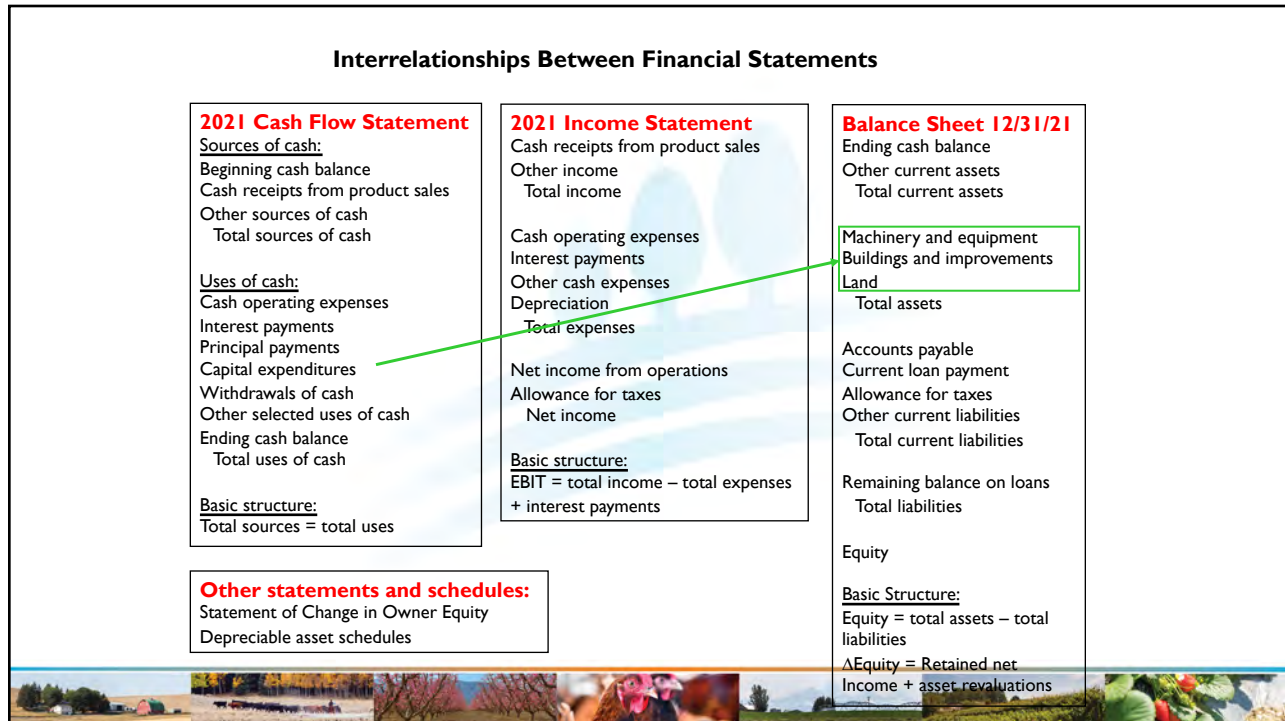 Interrelationships Between Financial Statements
2021 Cash Flow Statement
Sources of cash:
Beginning cash balance
Cash receipts from product sales
Other sources of cash
Total sources of cash
Uses of cash:
Cash operating expenses
Interest payments
Principal payments
Capital expenditures
Withdrawals of cash
Other selected uses of cash
Ending cash balance
Total uses of cash
Basic structure:
Total sources = total uses
2021 Income Statement
Cash receipts from product sales
Other income
Total income
Cash operating expenses
Interest payments
Other cash expenses
Depreciation
Total expenses
Net income from operations
Allowance for taxes
Net income
Basic structure:
EBIT = total income – total expenses
+ interest payments
Balance Sheet 12/31/21
Ending cash balance
Other current assets
Total current assets
Machinery and equipment
Buildings and improvements
Land
Total assets
Accounts payable
Current loan payment
Allowance for taxes
Other current liabilities
Total current liabilities
Remaining balance on loans
Total liabilities
Equity
Basic Structure:
Equity = total assets – total
liabilities
∆Equity = Retained net
Income + asset revaluations
Other statements and schedules:
Statement of Change in Owner Equity
Depreciable asset schedules